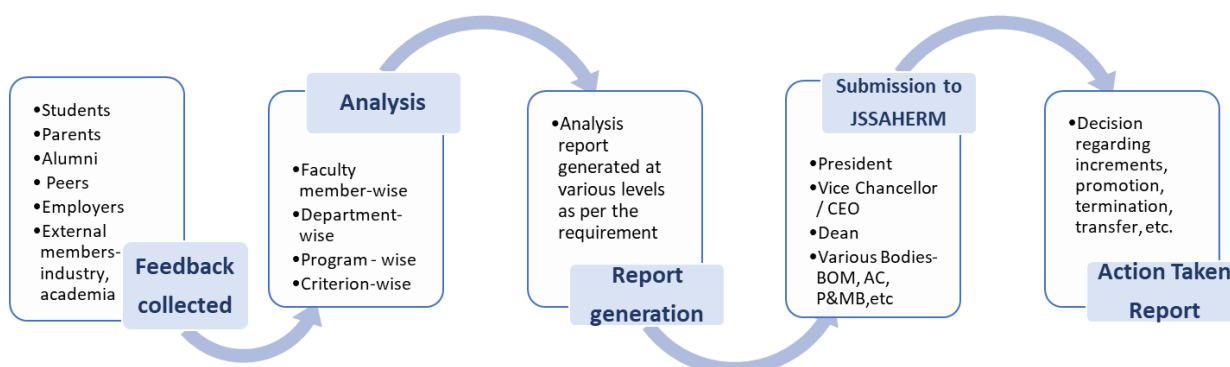 •Students
•Parents
•Alumni
• Peers
•Employers
•External
members-
industry,
academia
Feedback
collected
Analysis
•Faculty
member-wise
•Department-
wise
•Program - wise
•Criterion-wise
•Analysis
report
generated at
various levels
as per the
requirement
Report
generation
Submission to
JSSAHERM
•President
•Vice Chancellor
/ CEO
•Dean
•Various Bodies-
BOM, AC,
P&MB,etc
•Decision
regarding
increments,
promotion,
termination,
transfer, etc.
Action Taken
Report